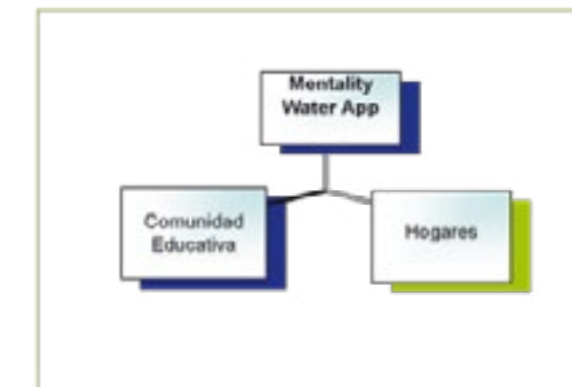 Mentality
Water App
Comunidad
Educativa
Hogares